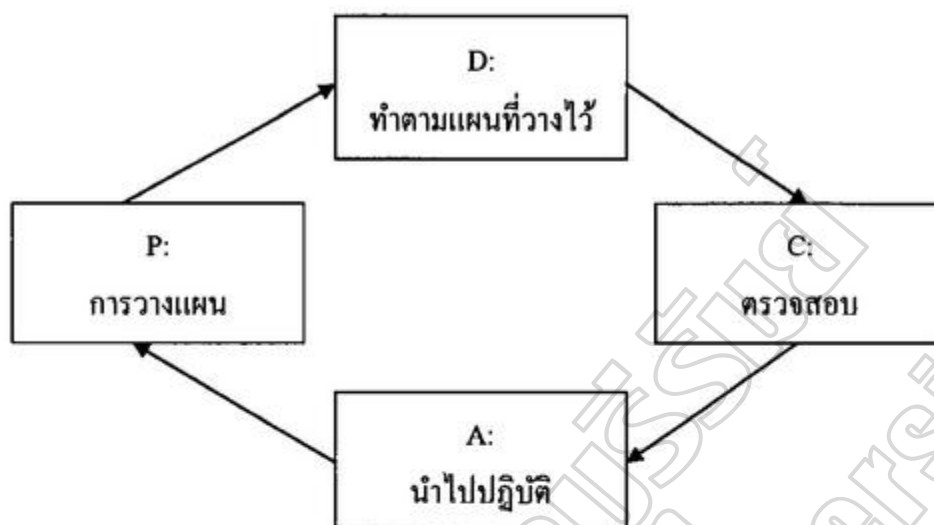 D:
ทำตามแผนที่วางไว้
P:
การวางแผน
C:
ตรวจสอบ
A:
นำไปปฏิบัติ